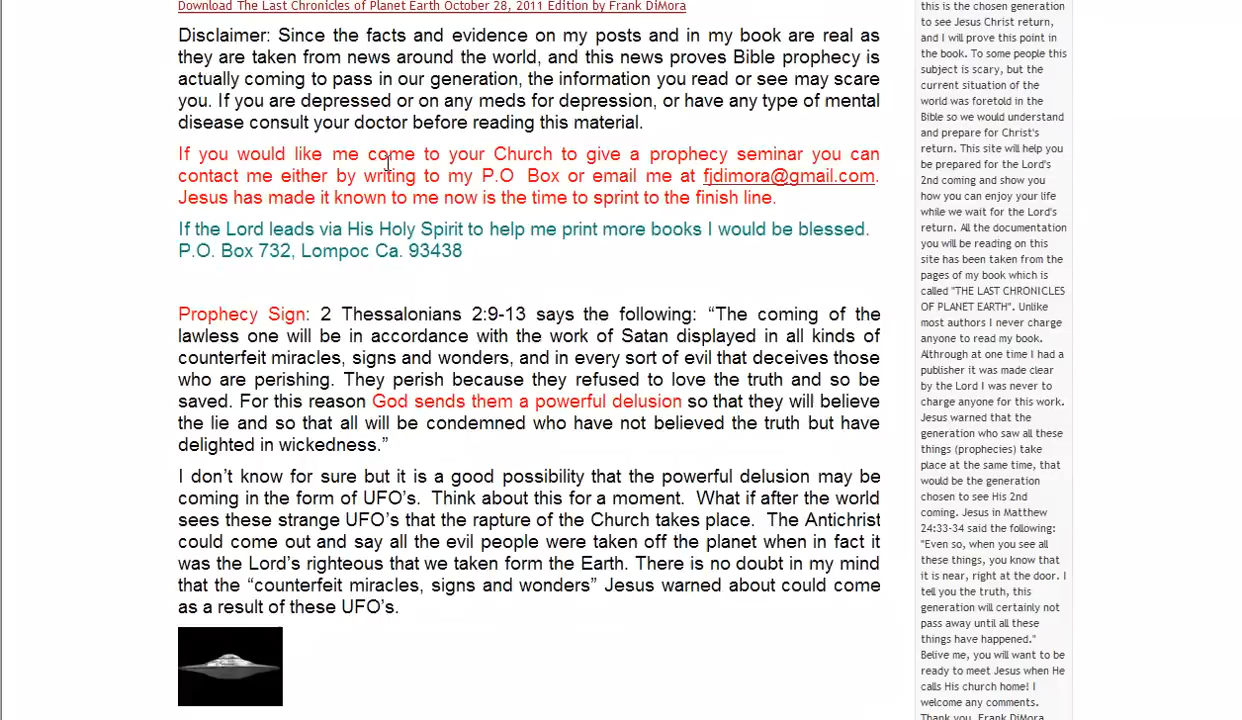 Download The Last Chronicles of Planet Earth October 28, 2011 Edition by Frank DiMora
Disclaimer: Since the facts and evidence on my posts and in my book are real as
they are taken from news around the world, and this news proves Bible prophecy is
actually coming to pass in our generation, the information you read or see may scare
you. If you are depressed or on any meds for depression, or have any type of mental
disease consult your doctor before reading this material.
If you would like me come to your Church to give a prophecy seminar you can
contact me either by writing to my P.O Box or email me at fjdimora@gmail.com.
Jesus has made it known to me now is the time to sprint to the finish line.
If the Lord leads via His Holy Spirit to help me print more books I would be blessed.
P.O. Box 732, Lompoc Ca. 93438
Prophecy Sign: 2 Thessalonians 2:9-13 says the following: “The coming of the
lawless one will be in accordance with the work of Satan displayed in all kinds of
counterfeit miracles, signs and wonders, and in every sort of evil that deceives those
who are perishing. They perish because they refused to love the truth and so be
saved. For this reason God sends them a powerful delusion so that they will believe
the lie and so that all will be condemned who have not believed the truth but have
delighted in wickedness.”
I don’t know for sure but it is a good possibility that the powerful delusion may be
coming in the form of UFO’s. Think about this for a moment. What if after the world
sees these strange UFO’s that the rapture of the Church takes place. The Antichrist
could come out and say all the evil people were taken off the planet when in fact it
was the Lord’s righteous that we taken form the Earth. There is no doubt in my mind
that the “counterfeit miracles, signs and wonders” Jesus warned about could come
as a result of these UFO’s.
this is the chosen generation
to see Jesus Christ return,
and I will prove this point in
the book. To some people this
subject is scary, but the
current situation of the
world was foretold in the
Bible so we would understand
and prepare for Christ's
return. This site will help you
be prepared for the Lord's
2nd coming and show you
how you can enjoy your life
while we wait for the Lord's
return. All the documentation
you will be reading on this
site has been taken from the
pages of my book which is
called "THE LAST CHRONICLES
OF PLANET EARTH". Unlike
most authors I never charge
anyone to read my book.
Althrough at one time I had a
publisher it was made clear
by the Lord I was never to
charge anyone for this work.
Jesus warned that the
generation who saw all these
things (prophecies) take
place at the same time, that
would be the generation
chosen to see His 2nd
coming. Jesus in Matthew
24:33-34 said the following:
"Even so, when you see all
these things, you know that
it is near, right at the door. I
tell you the truth, this
generation will certainly not
pass away until all these
things have happened."
Belive me, you will want to be
ready to meet Jesus when He
calls His church home! I
welcome any comments.
Thank you, Frank DiMora